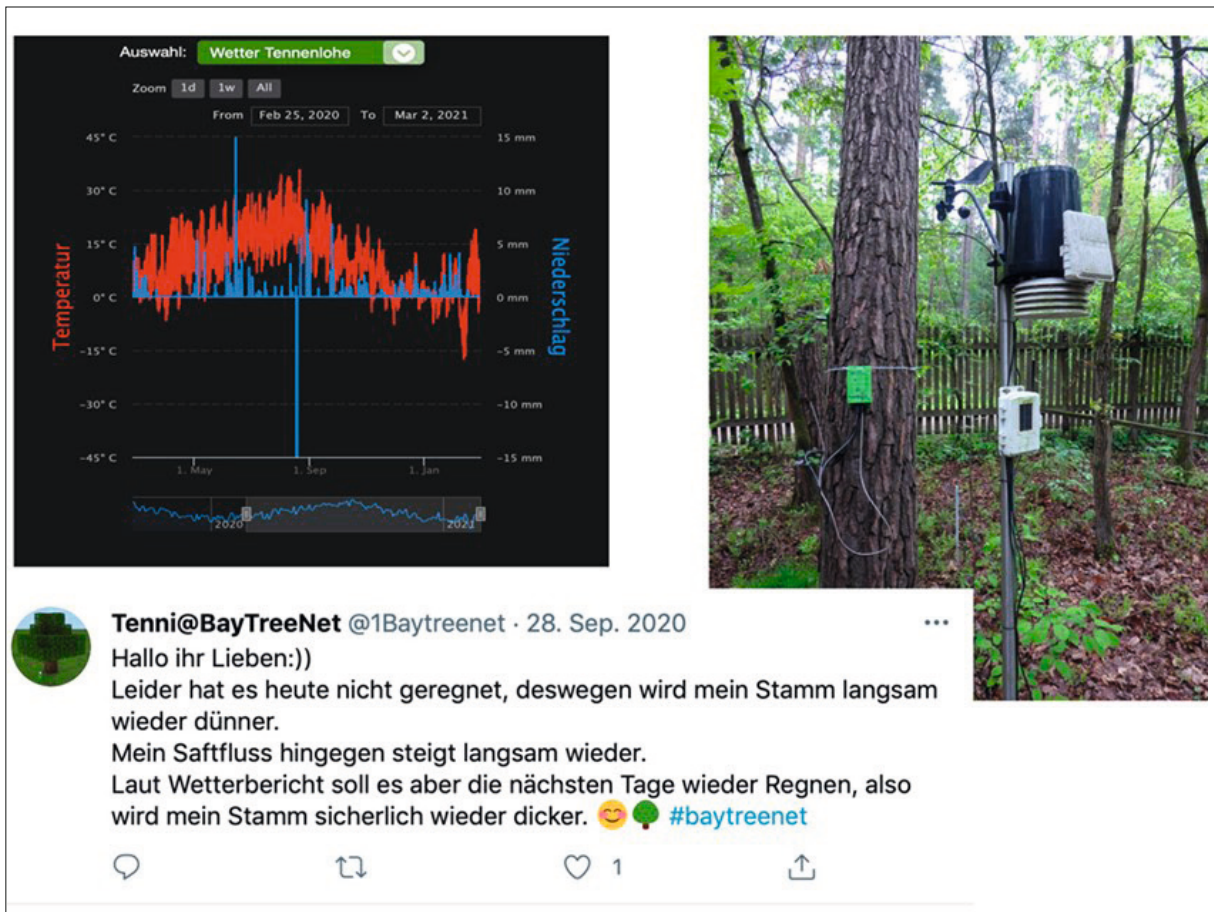 Auswahl: Wetter Tennenlohe
Zoom 1d 1w All
From Feb 25, 2020 To Mar 2, 2021
45° C
30° C
15° C
0° C
-15° C
-30° C
-45° C
Temperatur
15 mm
10 mm
5 mm
0 mm
-5 mm
-10 mm
-15 mm
Niederschlag
1. May 1. Sep 1. Jan
2020 2021
Tenni@BayTreeNet @1Baytreenet · 28. Sep. 2020
Hallo ihr Lieben:))
Leider hat es heute nicht geregnet, deswegen wird mein Stamm langsam
wieder dünner.
Mein Saftfluss hingegen steigt langsam wieder.
Laut Wetterbericht soll es aber die nächsten Tage wieder Regnen, also
wird mein Stamm sicherlich wieder dicker. 😊🌳 #baytreenet
1